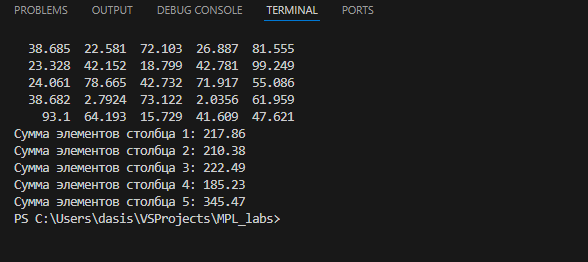 PROBLEMS OUTPUT DEBUG CONSOLE TERMINAL PORTS
38.685 22.581 72.103 26.887 81.555
23.328 42.152 18.799 42.781 99.249
24.061 78.665 42.732 71.917 55.086
38.682 2.7924 73.122 2.0356 61.959
93.1 64.193 15.729 41.609 47.621
Сумма элементов столбца 1: 217.86
Сумма элементов столбца 2: 210.38
Сумма элементов столбца 3: 222.49
Сумма элементов столбца 4: 185.23
Сумма элементов столбца 5: 345.47
PS C:\Users\dasis\VSProjects\MPL_labs>